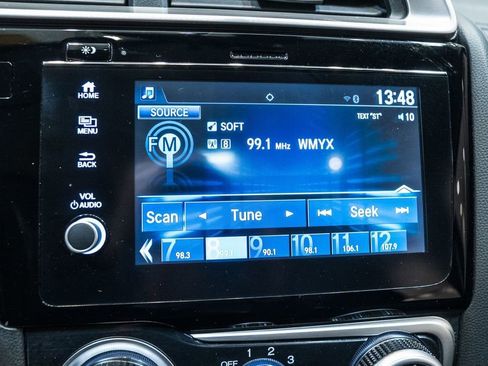 13:48
SOURCE
HOME
TEXT "ST" 10
SOFT
MENU
FM
A B 99.1 MHz WMYX
BACK
VOL
AUDIO
Scan Tune Seek
7 8 9 10 11 12
98.3 99.1 90.1 98.1 106.1 107.9
OFF 1 2 3